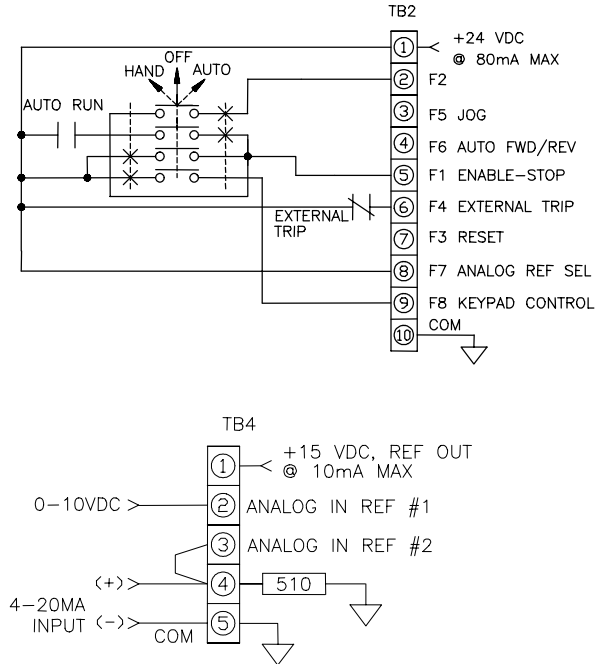 TB2
1
+24 VDC
@ 80mA MAX
HAND
OFF
AUTO
2
F2
AUTO RUN
3
F5 JOG
4
F6 AUTO FWD/REV
5
F1 ENABLE-STOP
EXTERNAL
TRIP
6
F4 EXTERNAL TRIP
7
F3 RESET
8
F7 ANALOG REF SEL
9
F8 KEYPAD CONTROL
10
COM
TB4
1
+15 VDC, REF OUT
@ 10mA MAX
0-10VDC
2
ANALOG IN REF #1
3
ANALOG IN REF #2
(+)
4
510
4-20MA
INPUT (-)
COM
5